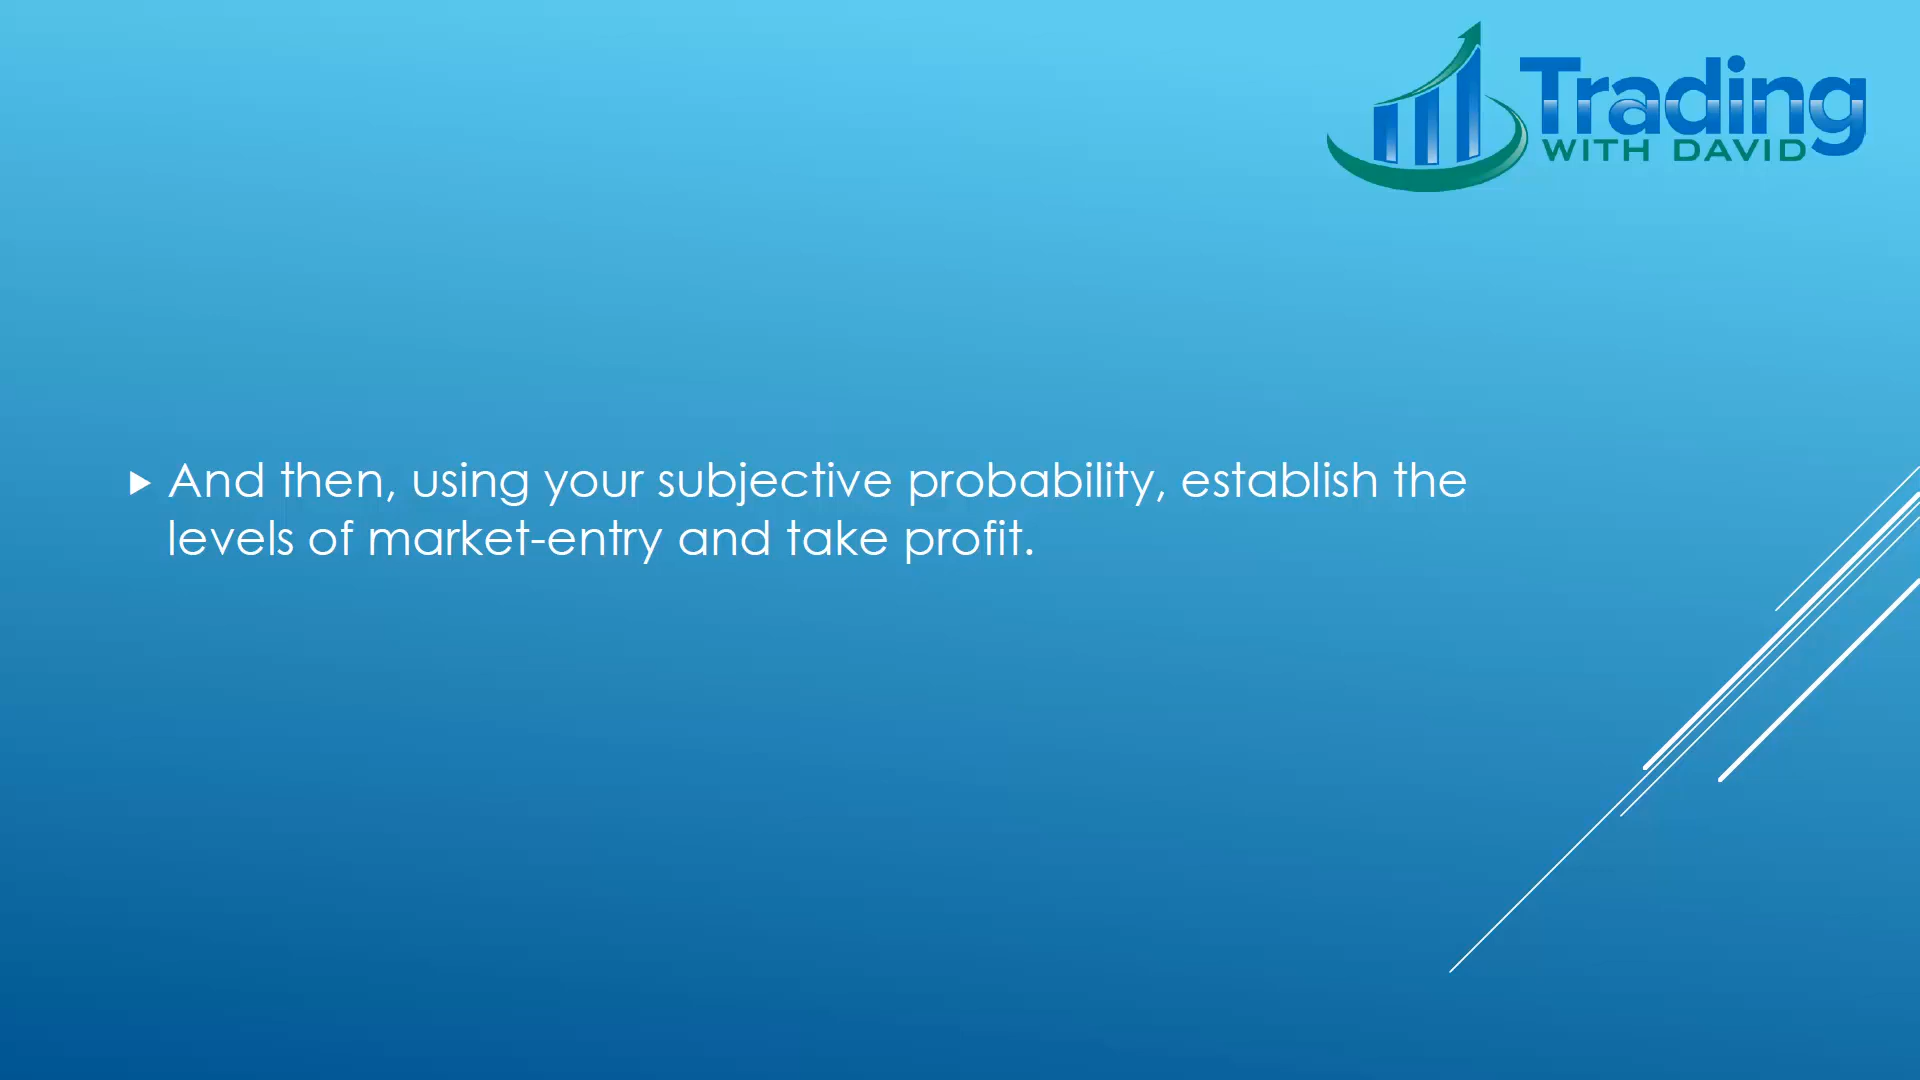 Trading
WITH DAVID
And then, using your subjective probability, establish the
levels of market-entry and take profit.